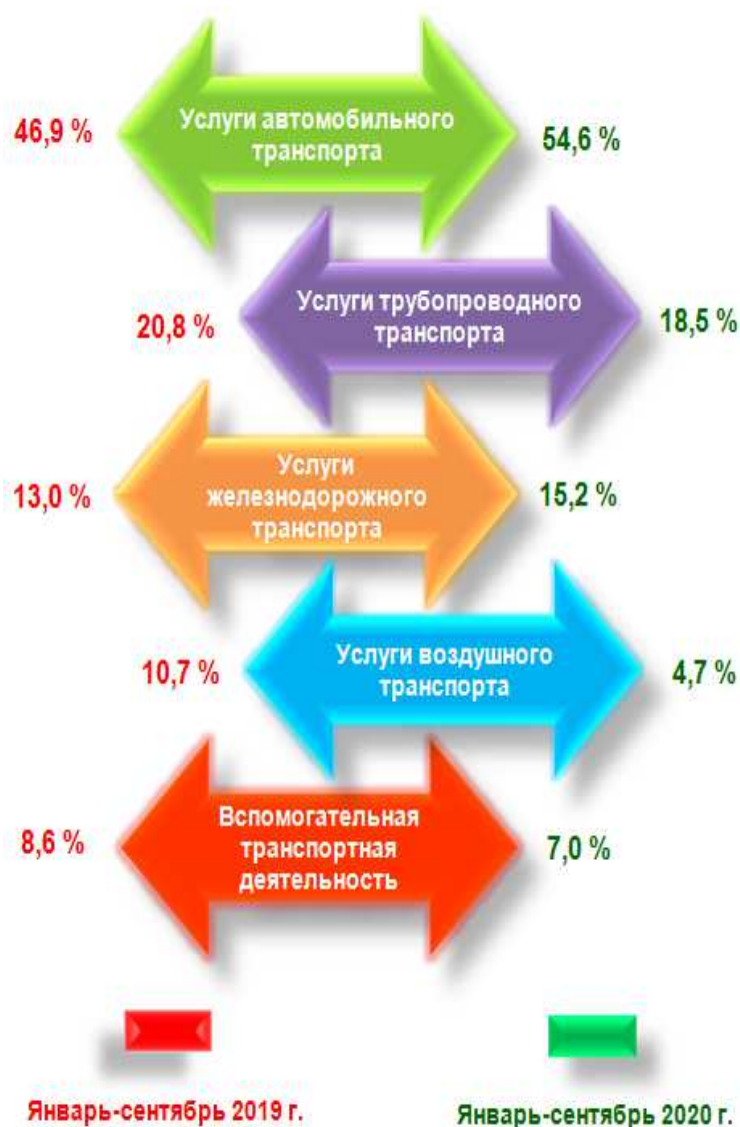 46,9 %
Услуги автомобильного
транспорта
54,6 %
20,8 %
Услуги трубопроводного
транспорта
18,5 %
13,0 %
Услуги
железнодорожного
транспорта
15,2 %
10,7 %
Услуги воздушного
транспорта
4,7 %
8,6 %
Вспомогательная
транспортная
деятельность
7,0 %
Январь-сентябрь 2019 г.
Январь-сентябрь 2020 г.